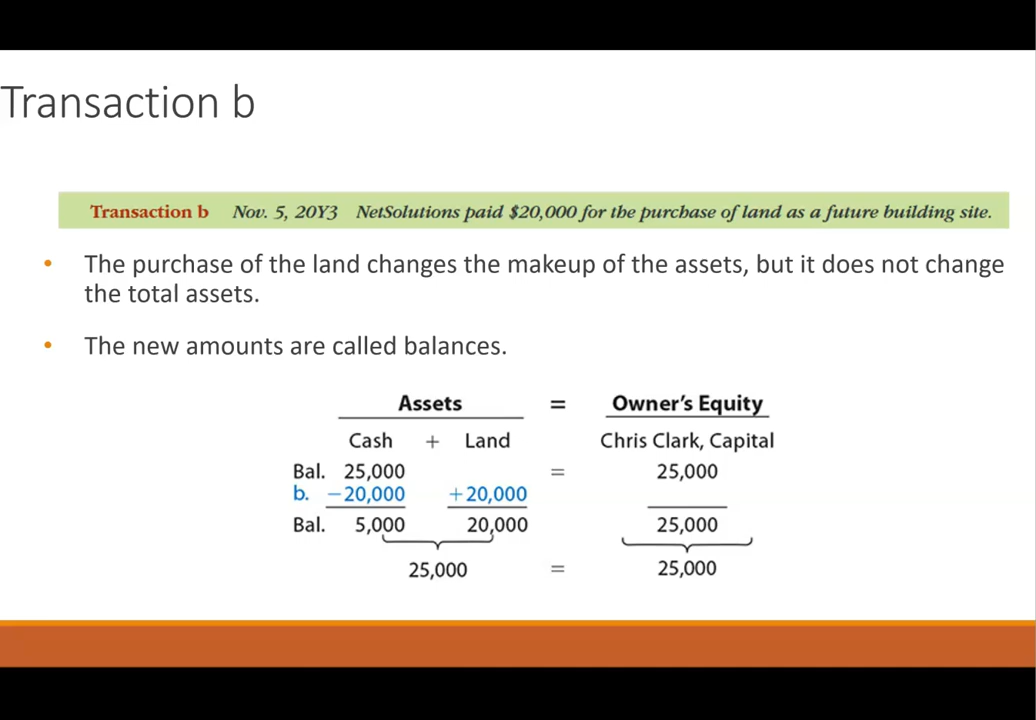 Transaction b
Transaction b Nov. 5, 20Y3 NetSolutions paid $20,000 for the purchase of land as a future building site.
• The purchase of the land changes the makeup of the assets, but it does not change
the total assets.
• The new amounts are called balances.
Assets = Owner's Equity
Cash + Land Chris Clark, Capital
Bal. 25,000 = 25,000
b. −20,000 +20,000
Bal. 5,000 20,000 25,000
25,000 = 25,000